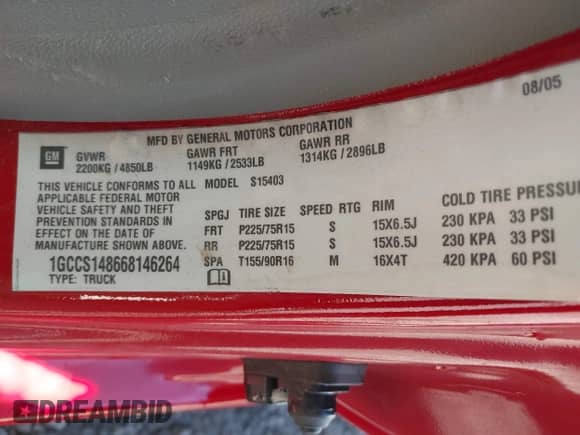 08/05
MFD BY GENERAL MOTORS CORPORATION
GM GVWR GAWR FRT GAWR RR
2200KG / 4850LB 1149KG / 2533LB 1314KG / 2896LB
THIS VEHICLE CONFORMS TO ALL MODEL S15403
APPLICABLE FEDERAL MOTOR
VEHICLE SAFETY AND THEFT
PREVENTION STANDARDS IN
EFFECT ON THE DATE OF
MANUFACTURE SHOWN ABOVE.
1GCCS148668146264
TYPE: TRUCK
COLD TIRE PRESSURE
SPGJ TIRE SIZE SPEED RTG RIM
FRT P225/75R15 S 15X6.5J 230 KPA 33 PSI
RR P225/75R15 S 15X6.5J 230 KPA 33 PSI
SPA T155/90R16 M 16X4T 420 KPA 60 PSI
DREAMBID